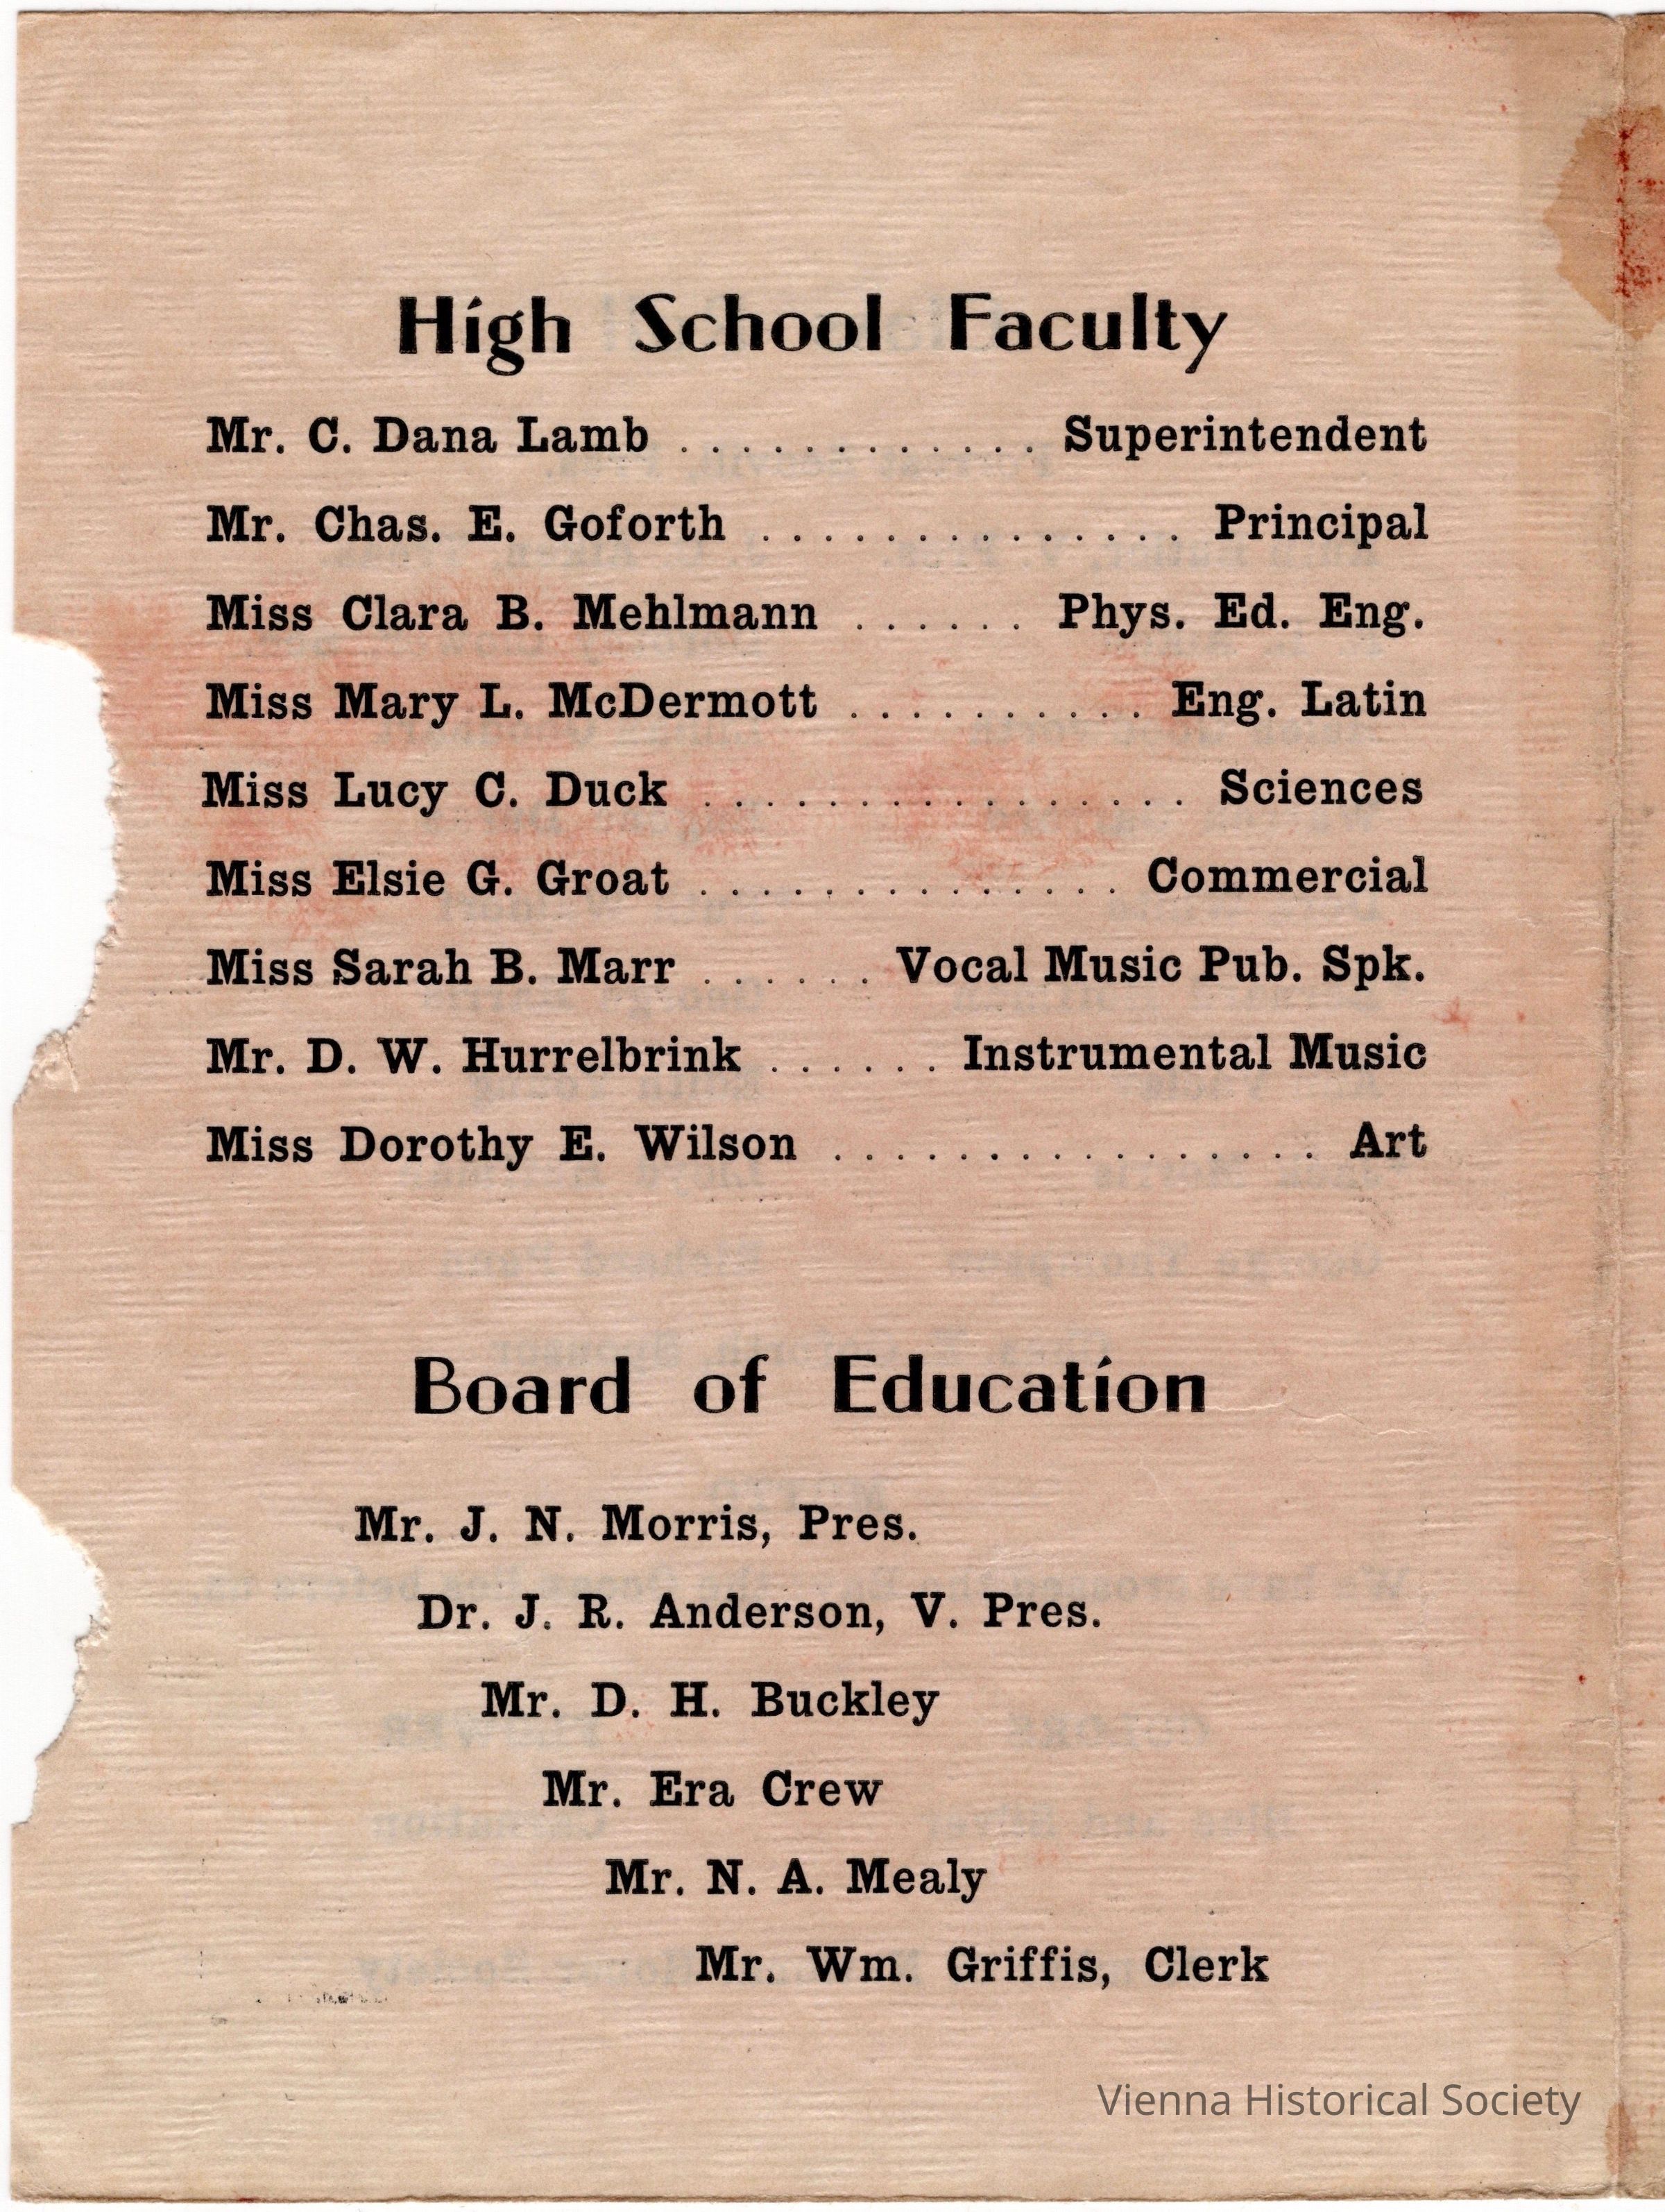 High School Faculty
Mr. C. Dana Lamb . . . . . . . . . . . . Superintendent
Mr. Chas. E. Goforth . . . . . . . . . . . . . . Principal
Miss Clara B. Mehlmann . . . . . . Phys. Ed. Eng.
Miss Mary L. McDermott . . . . . . . . . . Eng. Latin
Miss Lucy C. Duck . . . . . . . . . . . . . . . . Sciences
Miss Elsie G. Groat . . . . . . . . . . . . . . Commercial
Miss Sarah B. Marr . . . . . . Vocal Music Pub. Spk.
Mr. D. W. Hurrelbrink . . . . . . Instrumental Music
Miss Dorothy E. Wilson . . . . . . . . . . . . . . . . Art
Board of Education
Mr. J. N. Morris, Pres.
Dr. J. R. Anderson, V. Pres.
Mr. D. H. Buckley
Mr. Era Crew
Mr. N. A. Mealy
Mr. Wm. Griffis, Clerk
Vienna Historical Society